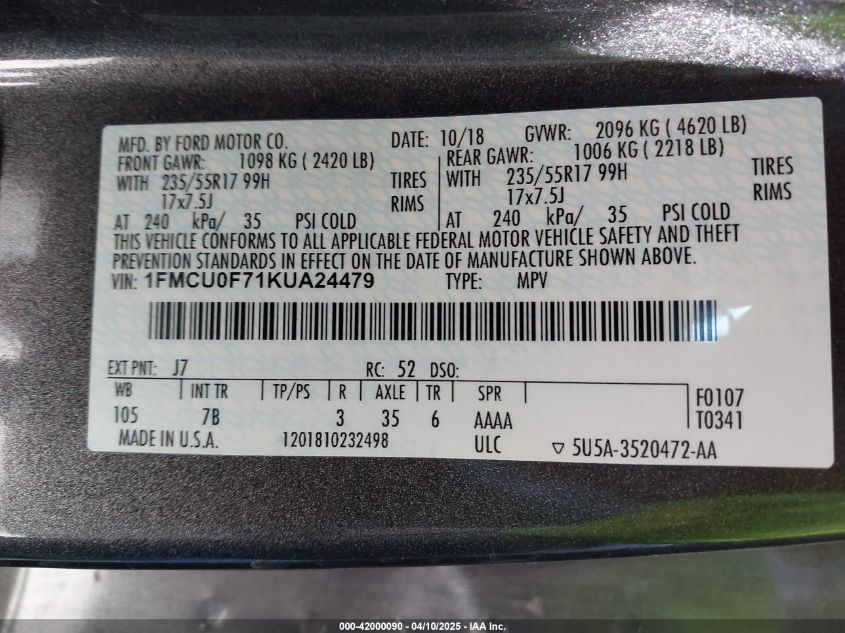 MFD. BY FORD MOTOR CO. DATE: 10/18 GVWR: 2096 KG ( 4620 LB)
FRONT GAWR: 1098 KG ( 2420 LB) REAR GAWR: 1006 KG ( 2218 LB)
WITH 235/55R17 99H TIRES WITH 235/55R17 99H TIRES
17x7.5J RIMS 17x7.5J RIMS
AT 240 kPa/ 35 PSI COLD AT 240 kPa/ 35 PSI COLD
THIS VEHICLE CONFORMS TO ALL APPLICABLE FEDERAL MOTOR VEHICLE SAFETY AND THEFT
PREVENTION STANDARDS IN EFFECT ON THE DATE OF MANUFACTURE SHOWN ABOVE.
VIN: 1FMCU0F71KUA24479 TYPE: MPV
EXT PNT: J7 RC: 52 DSO:
WB INT TR TP/PS R AXLE TR SPR F0107
105 7B 3 35 6 AAAA T0341
MADE IN U.S.A. 1201810232498 ULC ▽ 5U5A-3520472-AA
000-42000090 - 04/10/2025 - IAA Inc.